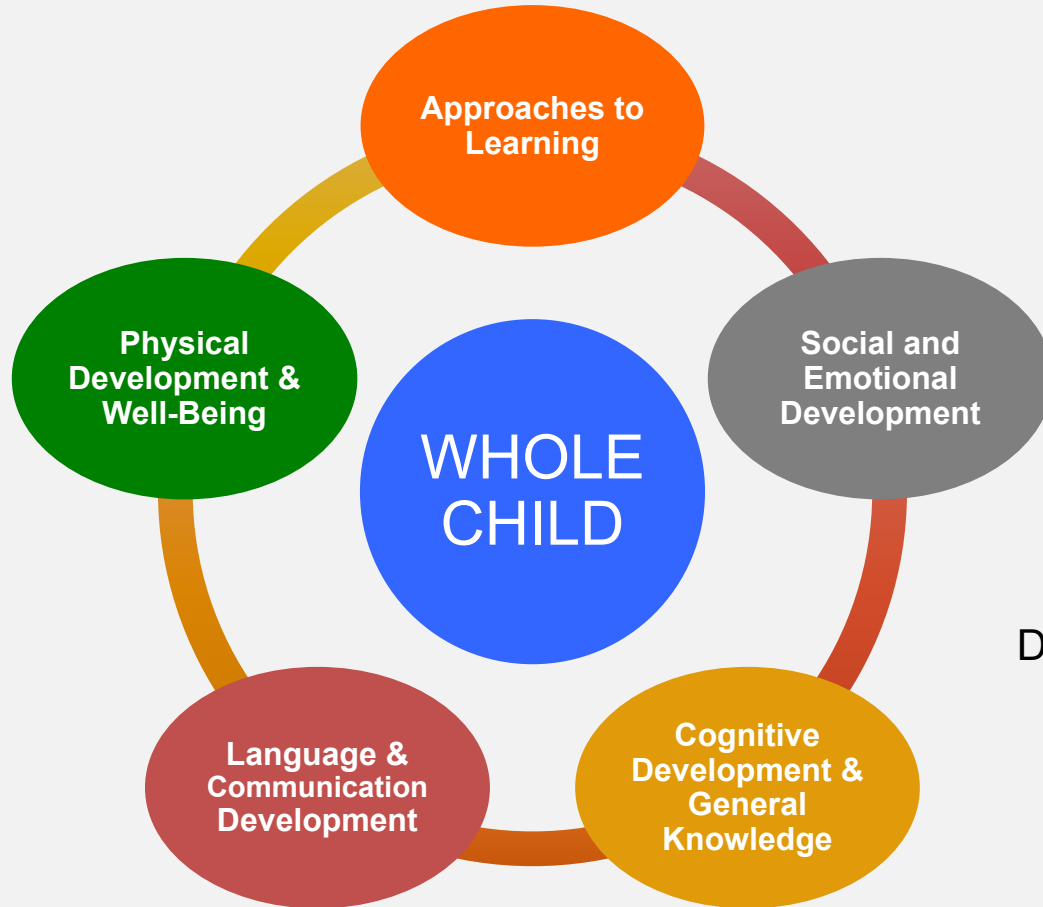 Approaches to
Learning
Physical
Development &
Well-Being
Social and
Emotional
Development
WHOLE
CHILD
D
Language &
Communication
Development
Cognitive
Development &
General
Knowledge